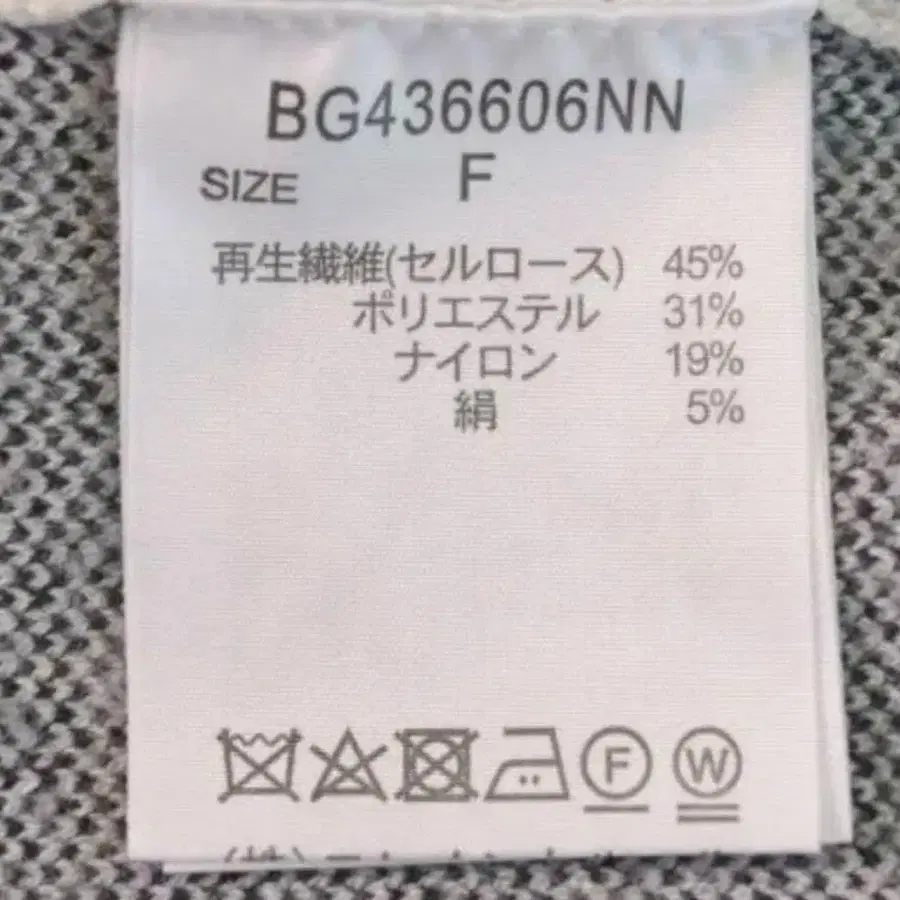 BG436606NN
SIZE F
再生繊維(セルロース) 45%
ポリエステル 31%
ナイロン 19%
絹 5%
F W